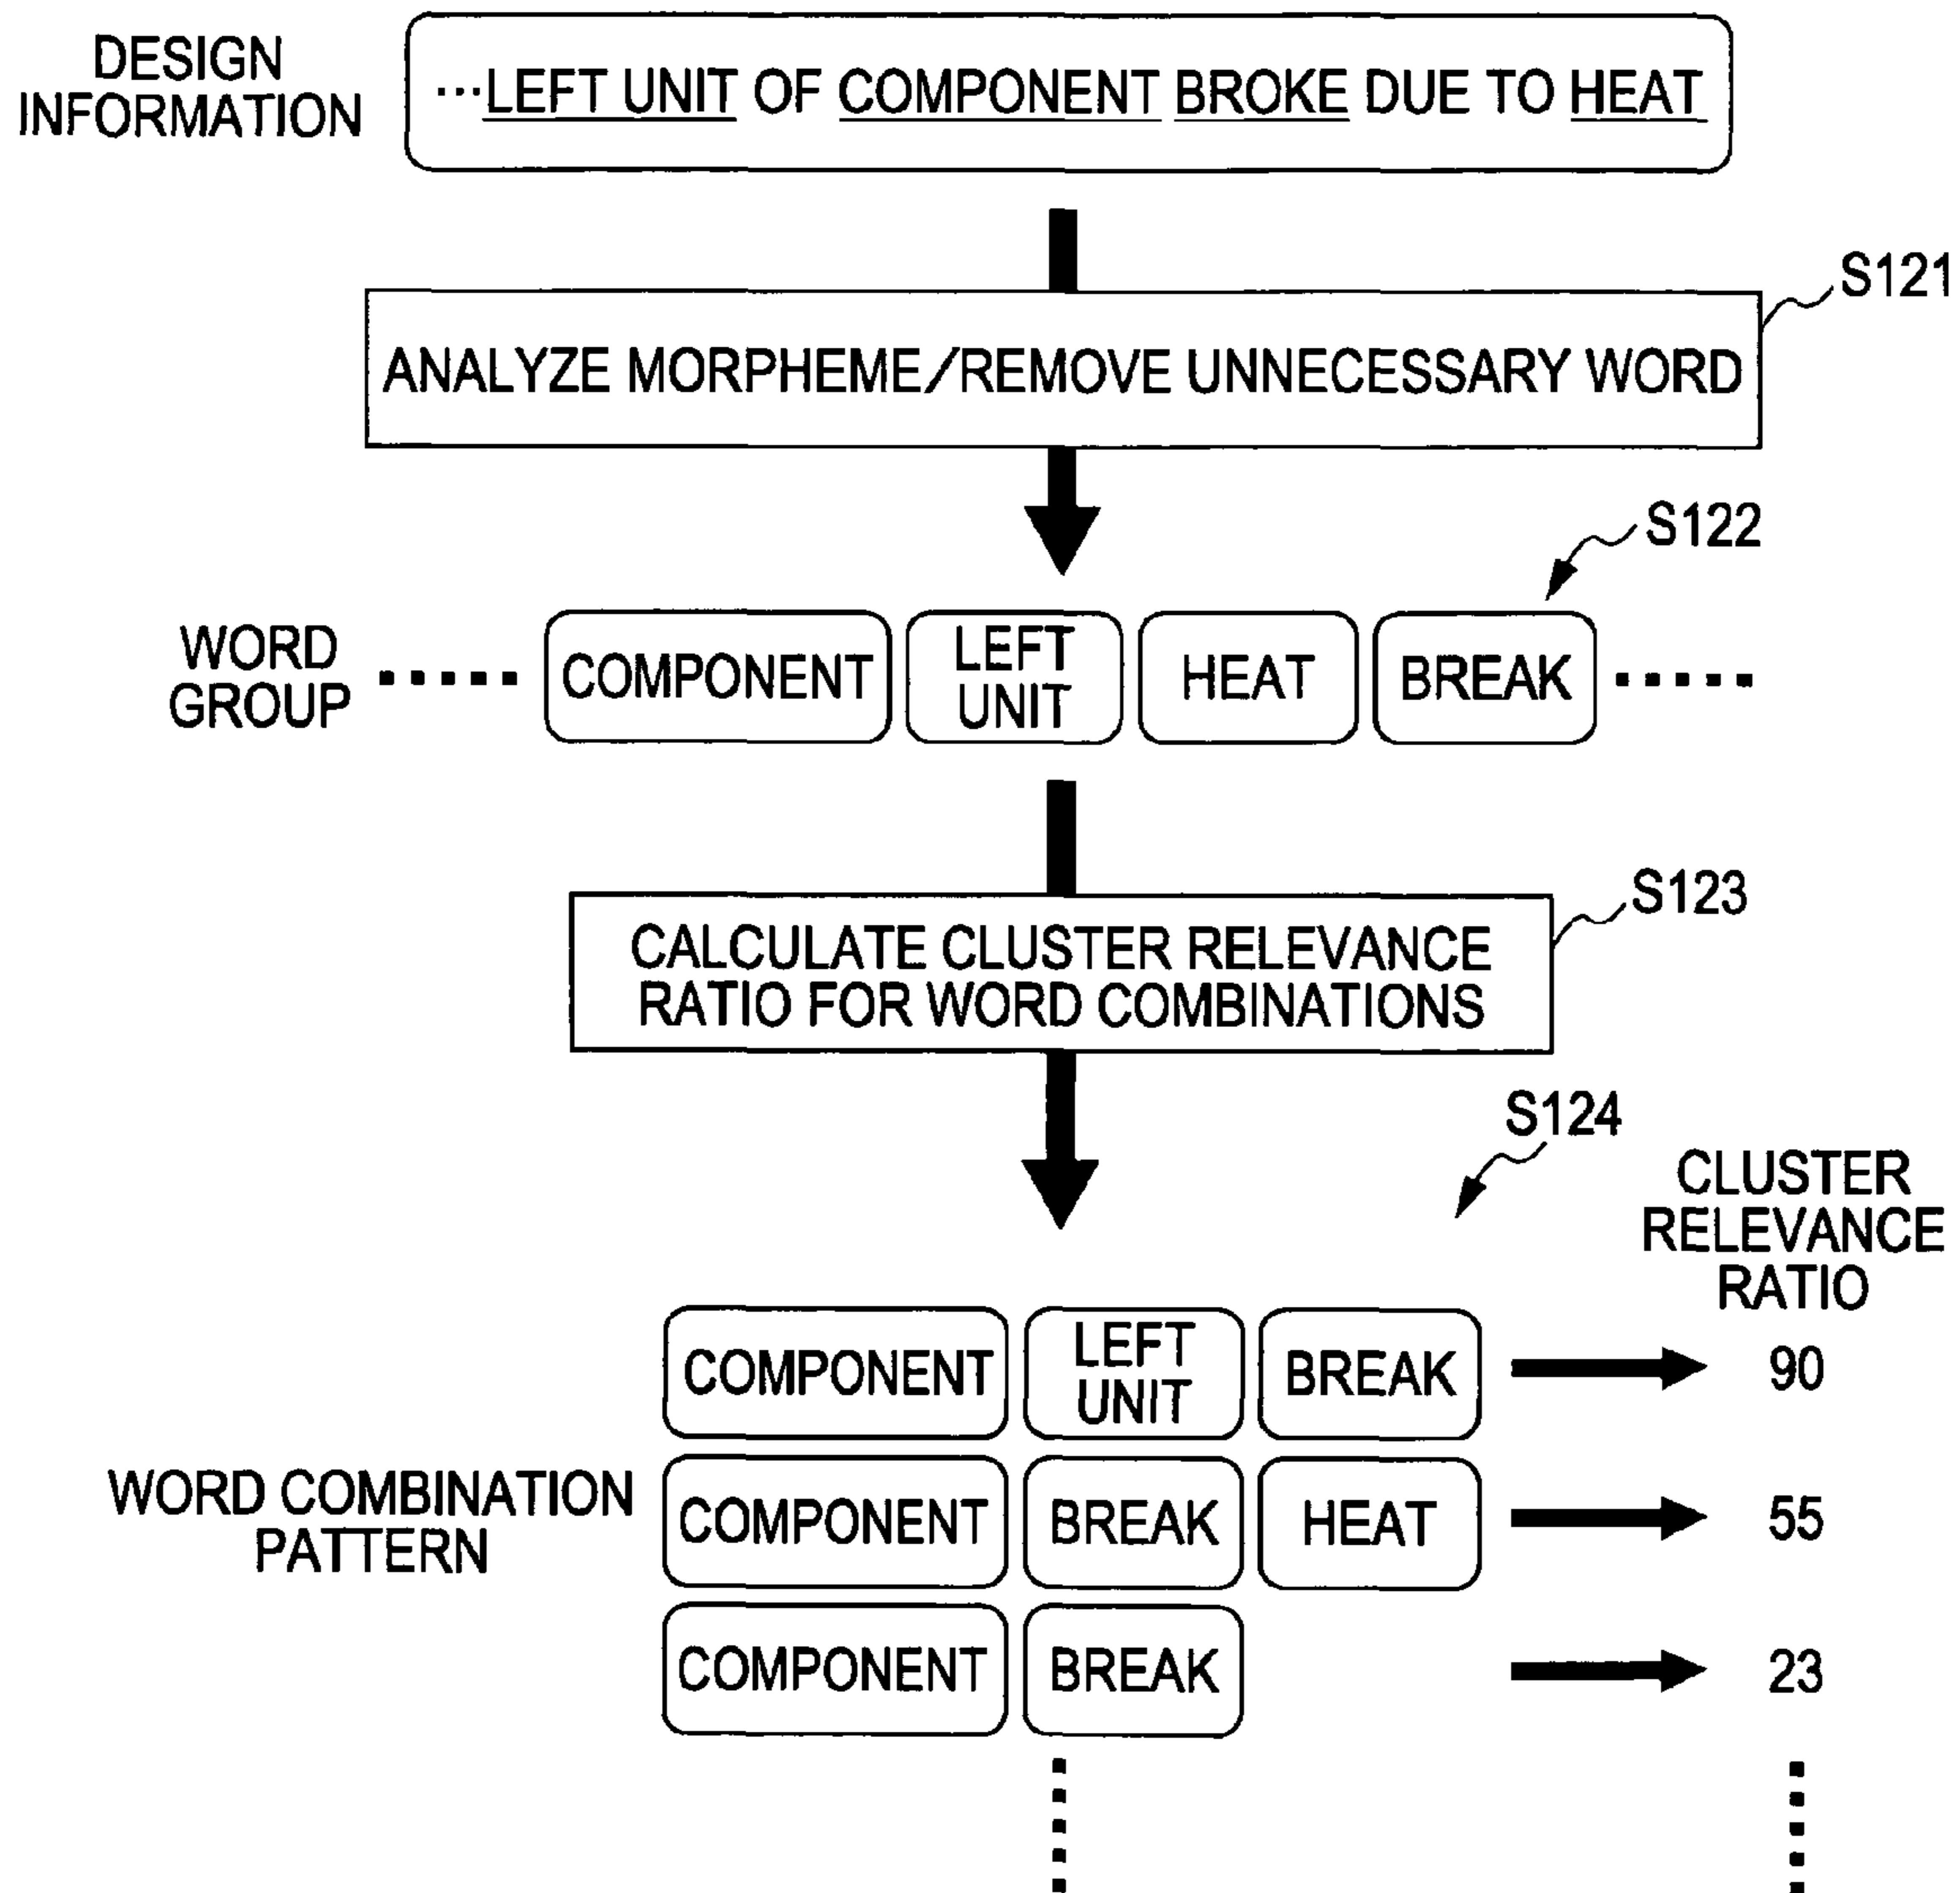 DESIGN
INFORMATION
...LEFT UNIT OF COMPONENT BROKE DUE TO HEAT
S121
ANALYZE MORPHEME/REMOVE UNNECESSARY WORD
S122
WORD
GROUP
COMPONENT
LEFT
UNIT
HEAT
BREAK
S123
CALCULATE CLUSTER RELEVANCE
RATIO FOR WORD COMBINATIONS
S124
CLUSTER
RELEVANCE
RATIO
COMPONENT
LEFT
UNIT
BREAK
90
WORD COMBINATION
PATTERN
COMPONENT
BREAK
HEAT
55
COMPONENT
BREAK
23